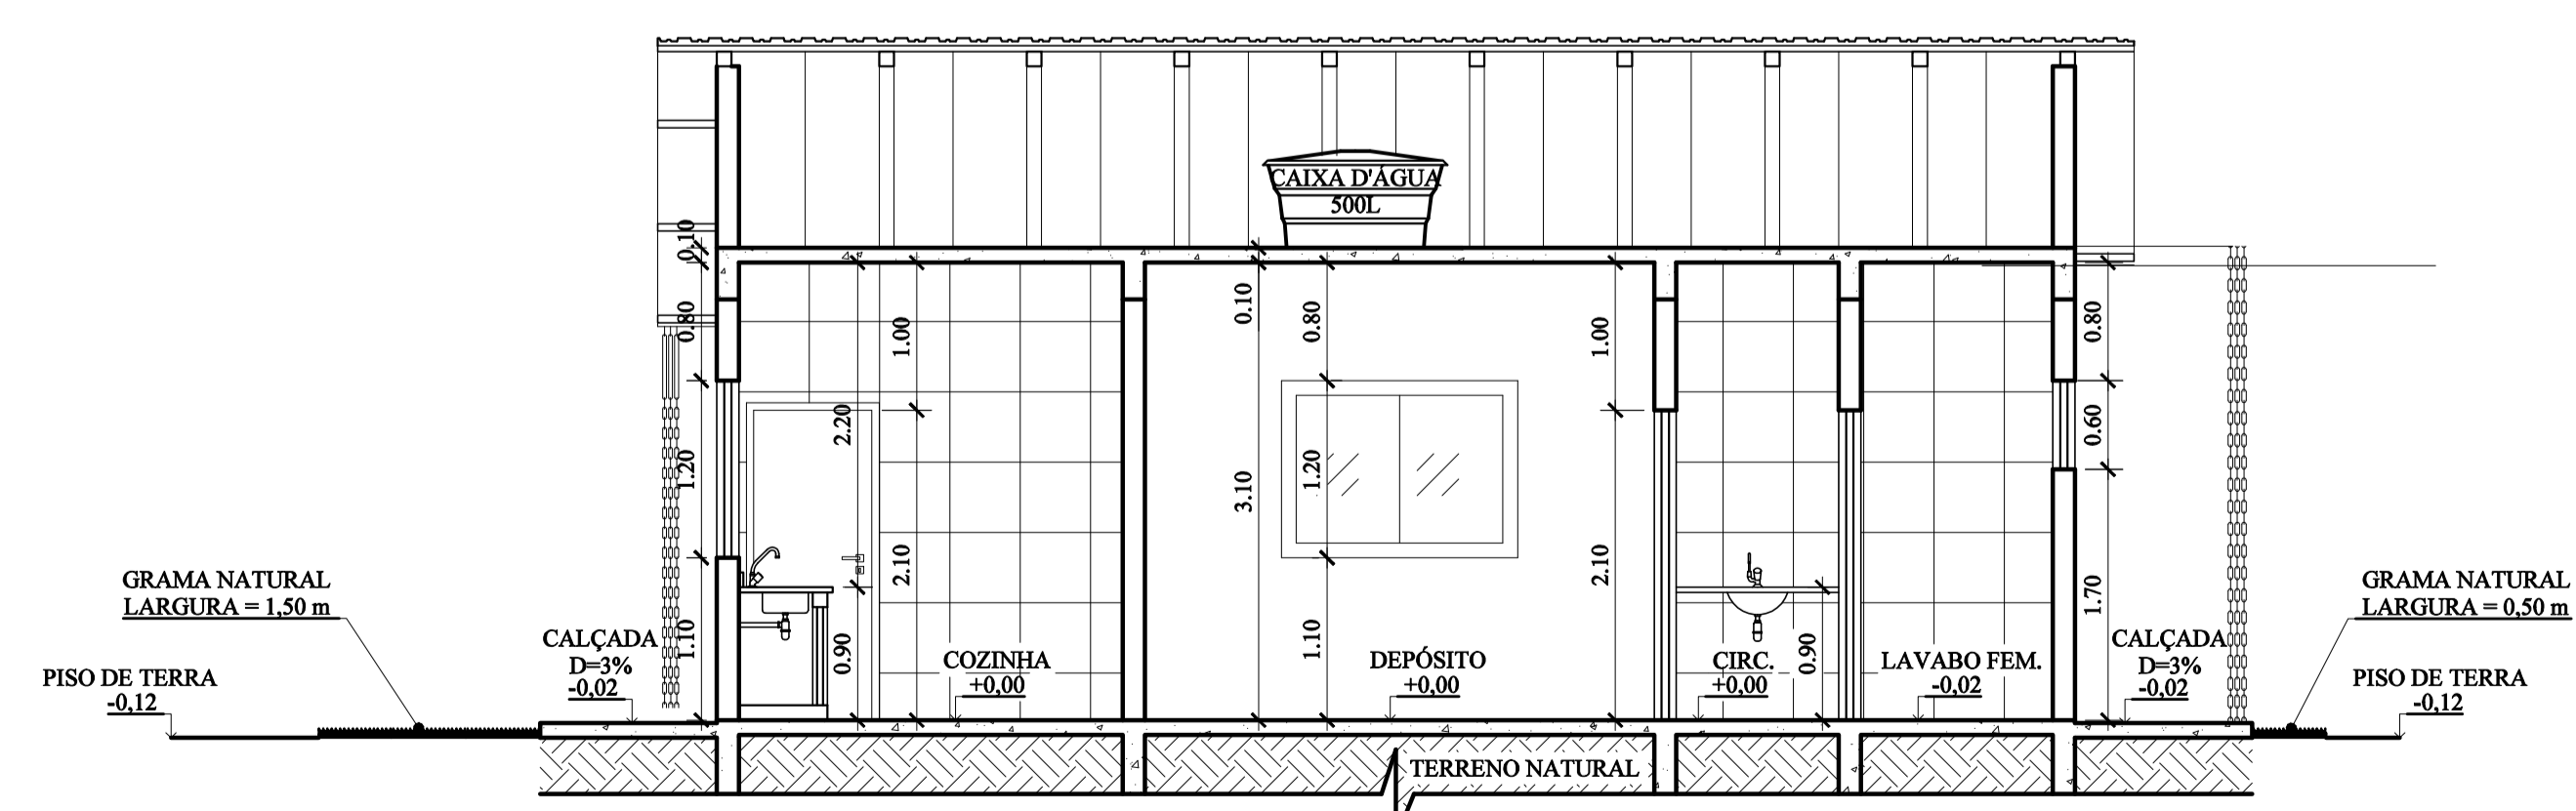 CAIXA D'ÁGUA
500L
0.10
0.80
1.20
1.10
2.20
0.90
1.00
2.10
0.10
3.10
0.80
1.20
1.10
1.00
2.10
0.90
0.80
0.60
1.70
GRAMA NATURAL
LARGURA = 1,50 m
PISO DE TERRA
-0,12
CALÇADA
D=3%
-0,02
COZINHA
+0,00
DEPÓSITO
+0,00
CIRC.
+0,00
LAVABO FEM.
-0,02
CALÇADA
D=3%
-0,02
GRAMA NATURAL
LARGURA = 0,50 m
PISO DE TERRA
-0,12
TERRENO NATURAL